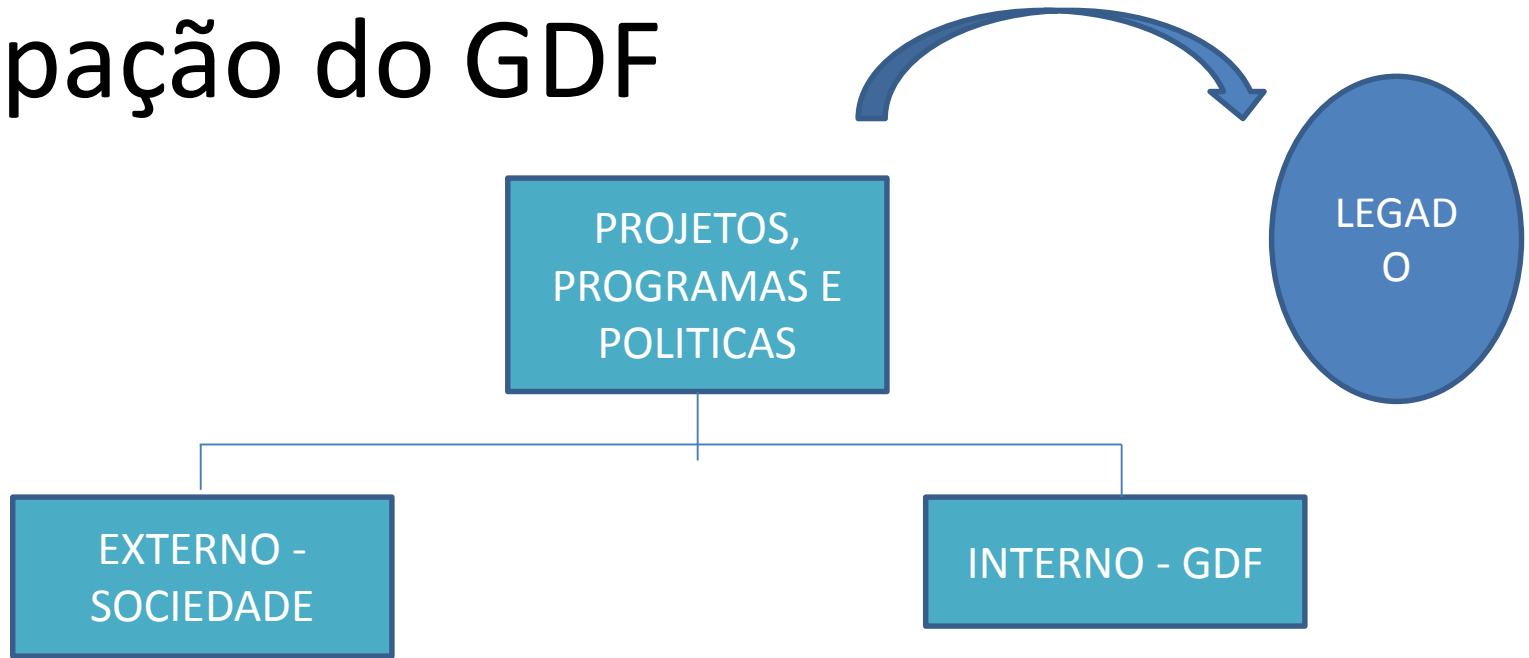 pação do GDF
PROJETOS,
PROGRAMAS E
POLITICAS
LEGAD
O
EXTERNO -
SOCIEDADE
INTERNO - GDF